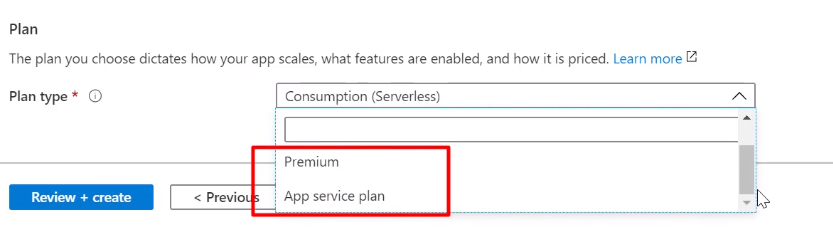 Plan
The plan you choose dictates how your app scales, what features are enabled, and how it is priced. Learn more
Plan type *
Consumption (Serverless)
Premium
App service plan
Review + create
< Previous